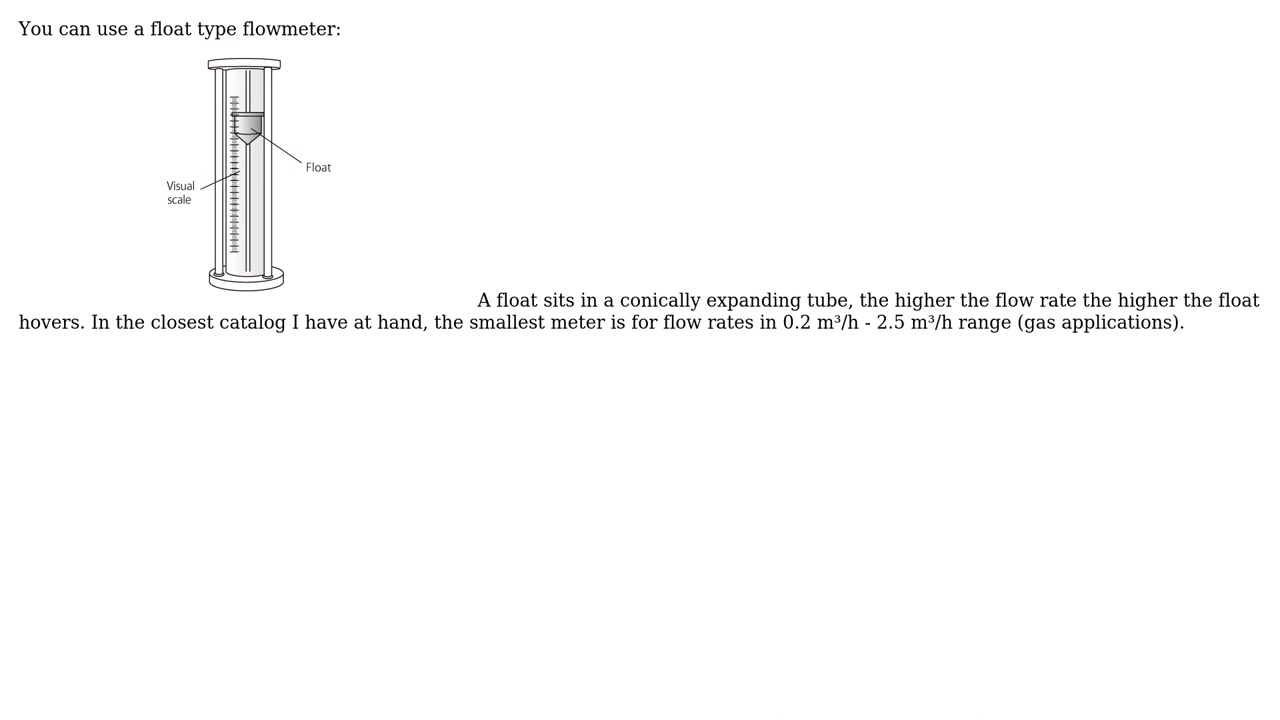 You can use a float type flowmeter:
Float
Visual
scale
A float sits in a conically expanding tube, the higher the flow rate the higher the float
hovers. In the closest catalog I have at hand, the smallest meter is for flow rates in 0.2 m³/h - 2.5 m³/h range (gas applications).